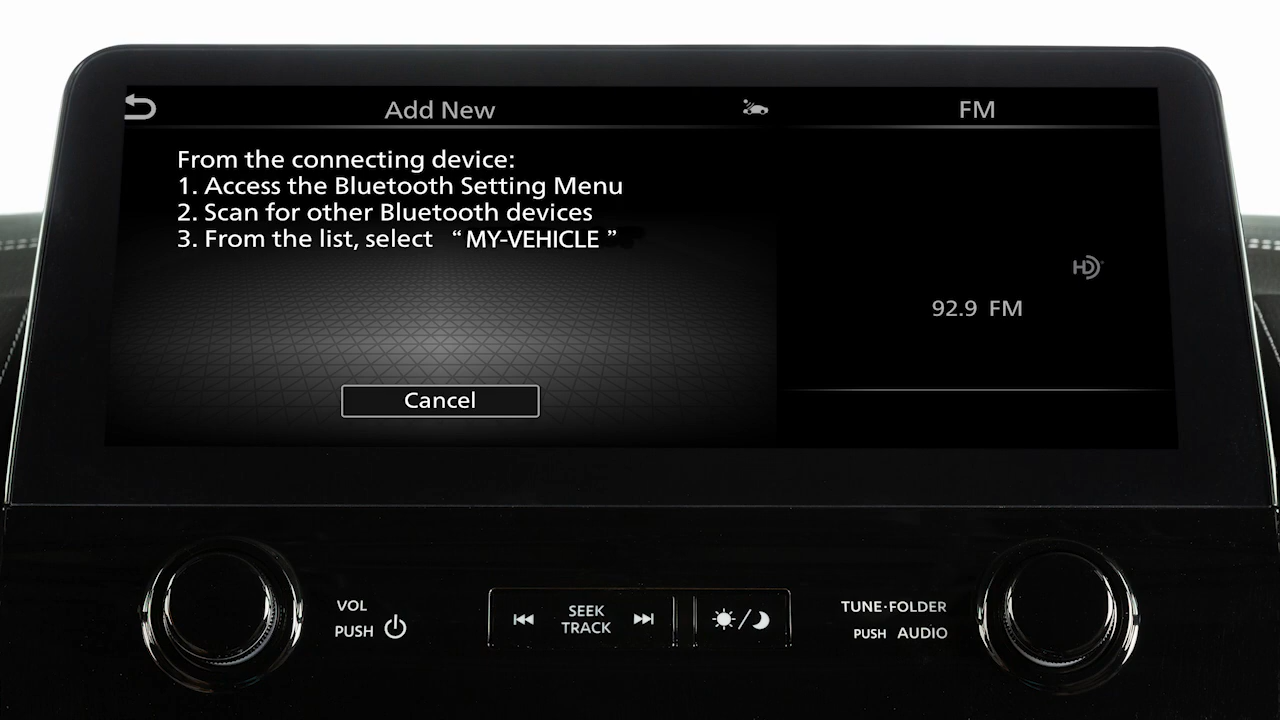 Add New
FM
From the connecting device:
1. Access the Bluetooth Setting Menu
2. Scan for other Bluetooth devices
3. From the list, select “ MY-VEHICLE ”
HD
92.9 FM
Cancel
VOL
PUSH
SEEK
TRACK
/
TUNE·FOLDER
PUSH AUDIO